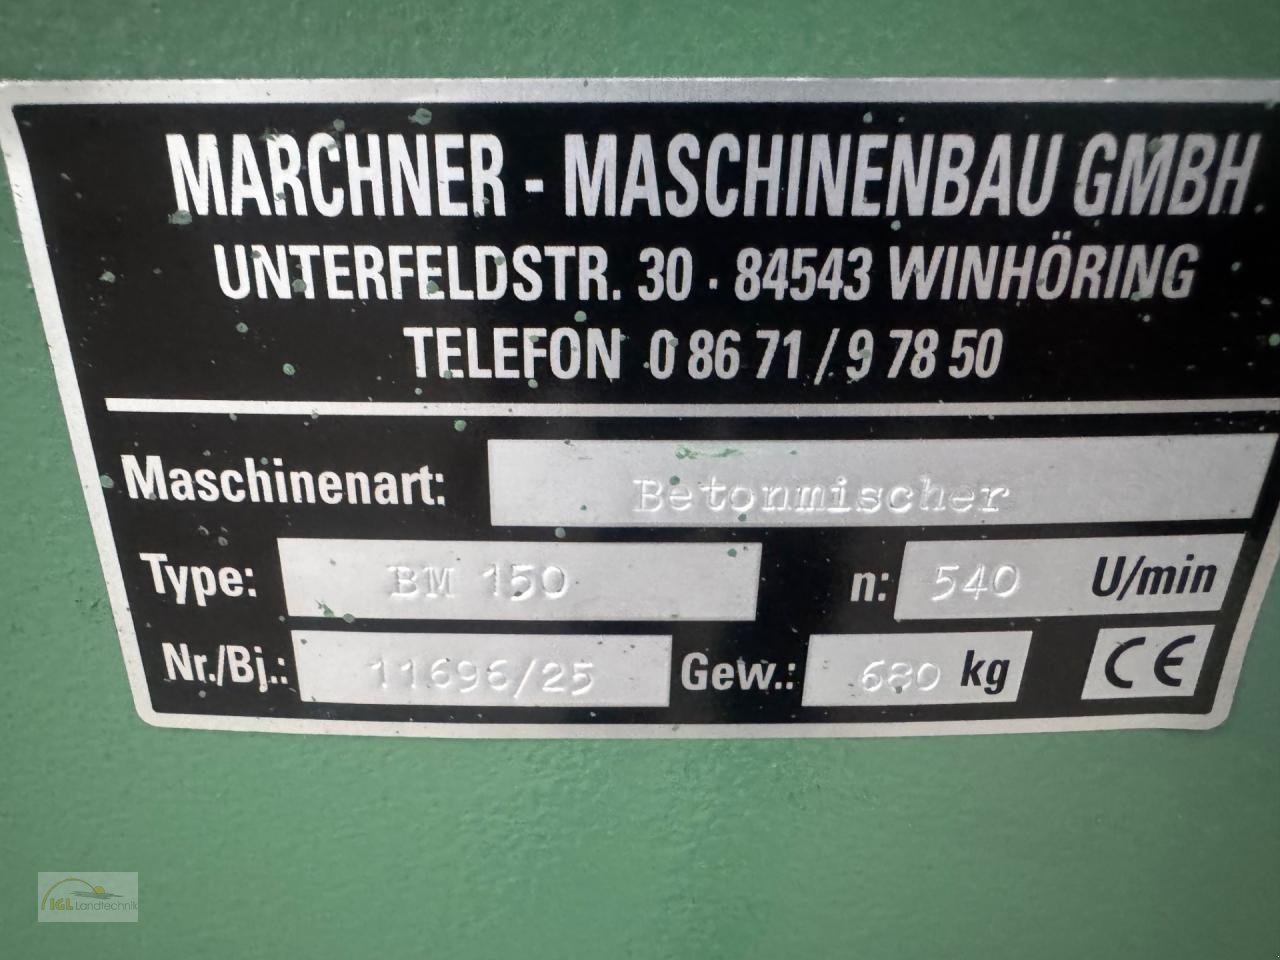 MARCHNER - MASCHINENBAU GMBH
UNTERFELDSTR. 30 · 84543 WINHÖRING
TELEFON 0 86 71 / 9 78 50
Maschinenart: Betonmischer
Type: BM 150 n: 540 U/min
Nr./Bj.: 11696/25 Gew.: 680 kg CE
IGL Landtechnik